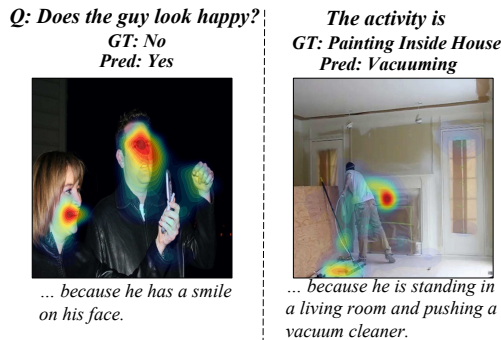 Q: Does the guy look happy?
GT: No
Pred: Yes
... because he has a smile
on his face.
The activity is
GT: Painting Inside House
Pred: Vacuuming
... because he is standing in
a living room and pushing a
vacuum cleaner.